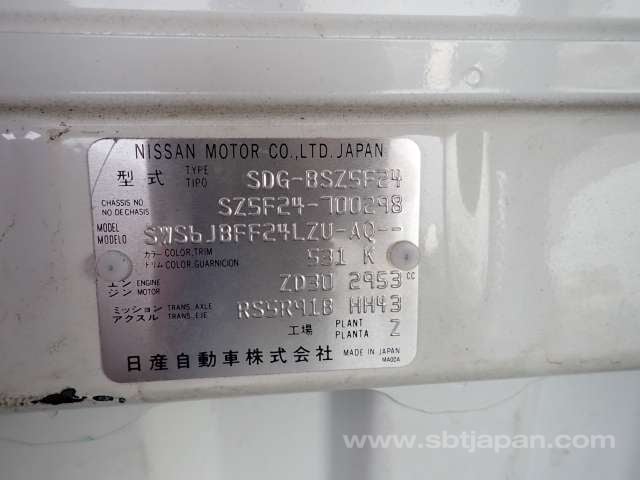 NISSAN MOTOR CO.,LTD. JAPAN
型式 TYPE TIPO SDG-BSZ5F24
CHASSIS NO NO DE CHASIS SZ5F24-700298
MODEL MODELO SWS6JBFF24LZU-AQ--
カラートリム COLOR,TRIM COLOR,GUARNICION 531 K
エンジン ENGINE MOTOR ZD30 2953 cc
ミッション アクスル TRANS.,AXLE TRANS.,EJE RS5R91B HH43
工場 PLANT PLANTA Z
日産自動車株式会社 MADE IN JAPAN
MA00A
www.sbtjapan.com